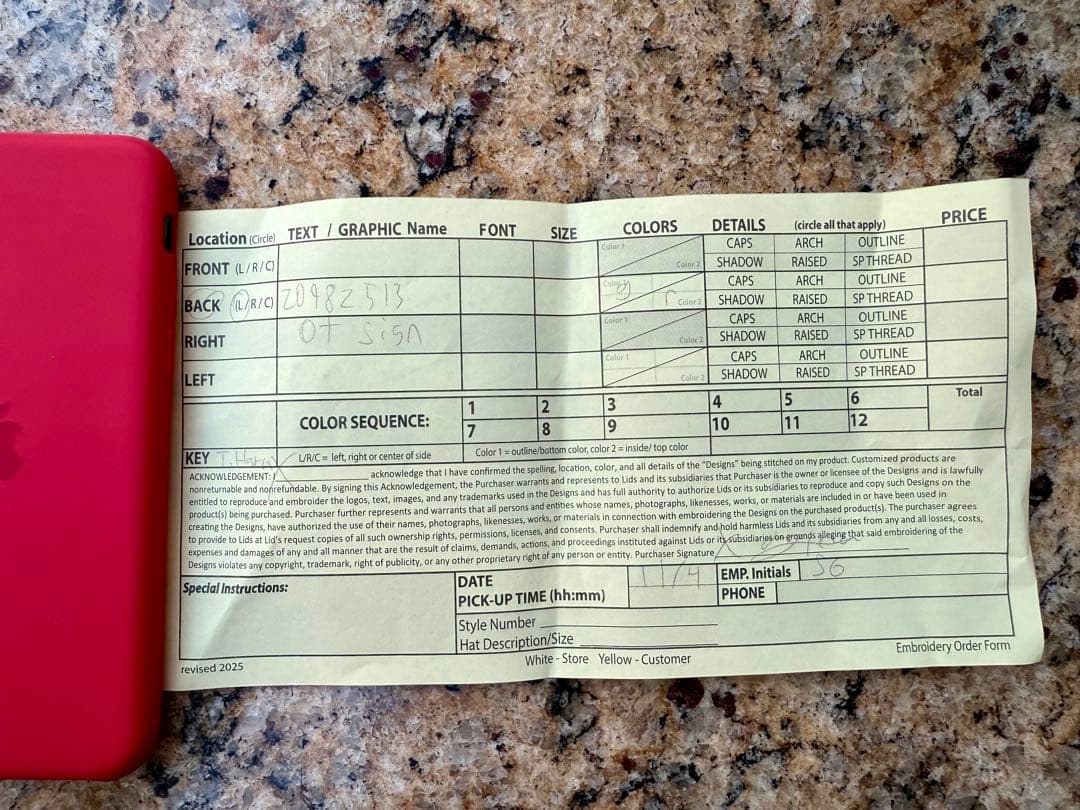 Location (Circle) TEXT / GRAPHIC Name FONT SIZE COLORS DETAILS (circle all that apply) PRICE
FRONT (L/R/C) Color 1 Color 2 CAPS ARCH OUTLINE
SHADOW RAISED SP THREAD
BACK (L/R/C) 20982513 Color 1 g r Color 2 CAPS ARCH OUTLINE
SHADOW RAISED SP THREAD
RIGHT OT Sign Color 1 Color 2 CAPS ARCH OUTLINE
SHADOW RAISED SP THREAD
LEFT Color 1 Color 2 CAPS ARCH OUTLINE
SHADOW RAISED SP THREAD
COLOR SEQUENCE: 1 2 3 4 5 6 Total
7 8 9 10 11 12
KEY L/R/C = left, right or center of side Color 1 = outline/bottom color, color 2 = inside/ top color
ACKNOWLEDGEMENT: I acknowledge that I have confirmed the spelling, location, color, and all details of the "Designs" being stitched on my product. Customized products are
nonreturnable and nonrefundable. By signing this Acknowledgement, the Purchaser warrants and represents to Lids and its subsidiaries that Purchaser is the owner or licensee of the Designs and is lawfully
entitled to reproduce and embroider the logos, text, images, and any trademarks used in the Designs and has full authority to authorize Lids or its subsidiaries to reproduce and copy such Designs on the
product(s) being purchased. Purchaser further represents and warrants that all persons and entities whose names, photographs, likenesses, works, or materials are included in or have been used in
creating the Designs, have authorized the use of their names, photographs, likenesses, works, or materials in connection with embroidering the Designs on the purchased product(s). The purchaser agrees
to provide to Lids at Lid's request copies of all such ownership rights, permissions, licenses, and consents. Purchaser shall indemnify and hold harmless Lids and its subsidiaries from any and all losses, costs,
expenses and damages of any and all manner that are the result of claims, demands, actions, and proceedings instituted against Lids or its subsidiaries on grounds alleging that said embroidering of the
Designs violates any copyright, trademark, right of publicity, or any other proprietary right of any person or entity. Purchaser Signature
Special Instructions: DATE 11/4 EMP. Initials SG
PICK-UP TIME (hh:mm) PHONE
Style Number
Hat Description/Size
revised 2025 White - Store Yellow - Customer Embroidery Order Form